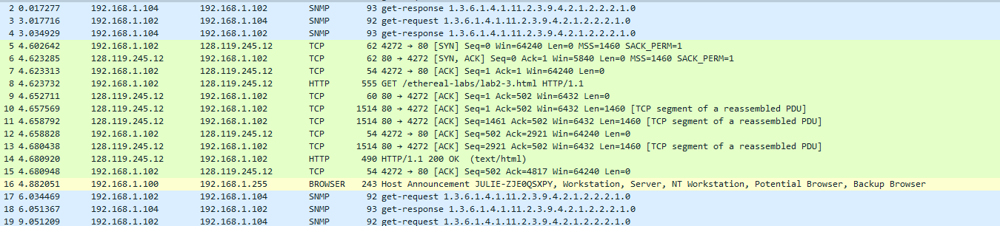 2 0.017277 192.168.1.104 192.168.1.102 SNMP 93 get-response 1.3.6.1.4.1.11.2.3.9.4.2.1.2.2.2.1.0
3 3.017716 192.168.1.102 192.168.1.104 SNMP 92 get-request 1.3.6.1.4.1.11.2.3.9.4.2.1.2.2.2.1.0
4 3.034929 192.168.1.104 192.168.1.102 SNMP 93 get-response 1.3.6.1.4.1.11.2.3.9.4.2.1.2.2.2.1.0
5 4.602642 192.168.1.102 128.119.245.12 TCP 62 4272 → 80 [SYN] Seq=0 Win=64240 Len=0 MSS=1460 SACK_PERM=1
6 4.623285 128.119.245.12 192.168.1.102 TCP 62 80 → 4272 [SYN, ACK] Seq=0 Ack=1 Win=5840 Len=0 MSS=1460 SACK_PERM=1
7 4.623313 192.168.1.102 128.119.245.12 TCP 54 4272 → 80 [ACK] Seq=1 Ack=1 Win=64240 Len=0
8 4.623732 192.168.1.102 128.119.245.12 HTTP 555 GET /ethereal-labs/lab2-3.html HTTP/1.1
9 4.652711 128.119.245.12 192.168.1.102 TCP 60 80 → 4272 [ACK] Seq=1 Ack=502 Win=6432 Len=0
10 4.657569 128.119.245.12 192.168.1.102 TCP 1514 80 → 4272 [ACK] Seq=1 Ack=502 Win=6432 Len=1460 [TCP segment of a reassembled PDU]
11 4.658792 128.119.245.12 192.168.1.102 TCP 1514 80 → 4272 [ACK] Seq=1461 Ack=502 Win=6432 Len=1460 [TCP segment of a reassembled PDU]
12 4.658828 192.168.1.102 128.119.245.12 TCP 54 4272 → 80 [ACK] Seq=502 Ack=2921 Win=64240 Len=0
13 4.680438 128.119.245.12 192.168.1.102 TCP 1514 80 → 4272 [ACK] Seq=2921 Ack=502 Win=6432 Len=1460 [TCP segment of a reassembled PDU]
14 4.680920 128.119.245.12 192.168.1.102 HTTP 490 HTTP/1.1 200 OK (text/html)
15 4.680948 192.168.1.102 128.119.245.12 TCP 54 4272 → 80 [ACK] Seq=502 Ack=4817 Win=64240 Len=0
16 4.882051 192.168.1.100 192.168.1.255 BROWSER 243 Host Announcement JULIE-ZJE0QSXPY, Workstation, Server, NT Workstation, Potential Browser, Backup Browser
17 6.034469 192.168.1.102 192.168.1.104 SNMP 92 get-request 1.3.6.1.4.1.11.2.3.9.4.2.1.2.2.2.1.0
18 6.051367 192.168.1.104 192.168.1.102 SNMP 93 get-response 1.3.6.1.4.1.11.2.3.9.4.2.1.2.2.2.1.0
19 9.051209 192.168.1.102 192.168.1.104 SNMP 92 get-request 1.3.6.1.4.1.11.2.3.9.4.2.1.2.2.2.1.0